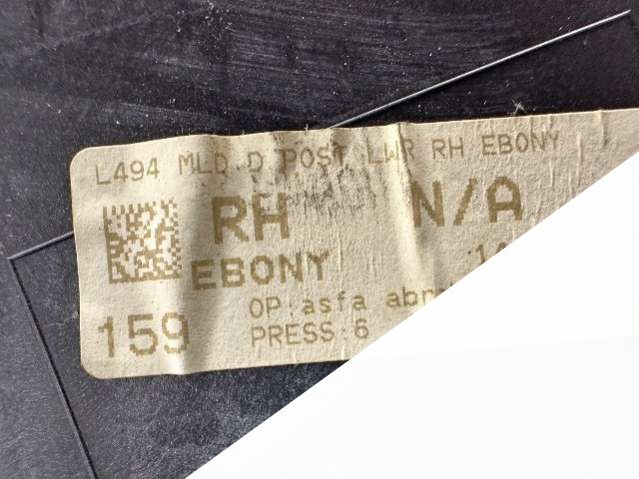 L494 MLD D POST LWR RH EBONY
RH N/A
EBONY
OP:asfa
159 PRESS:6